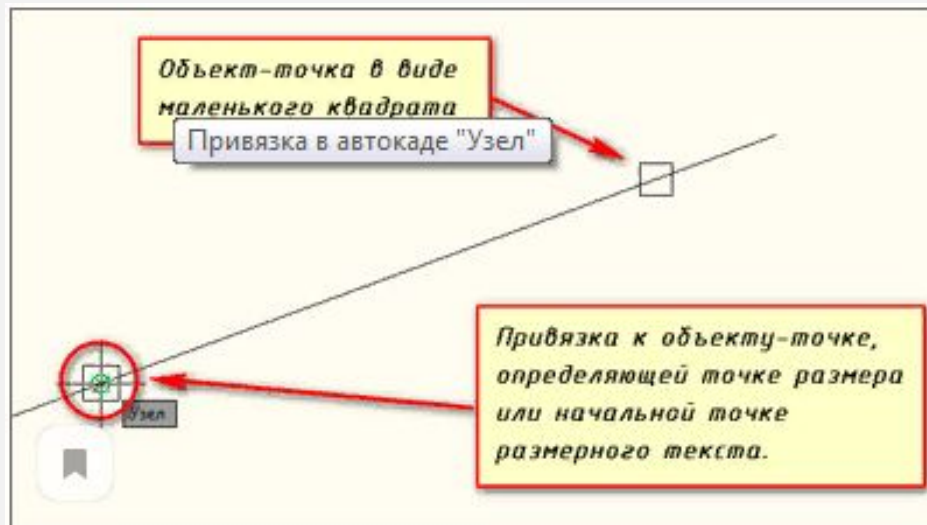 Объект-точка в виде
маленького квадрата
Привязка в автокаде "Узел"
Привязка к объекту-точке,
определяющей точке размера
или начальной точке
размерного текста.
Узел